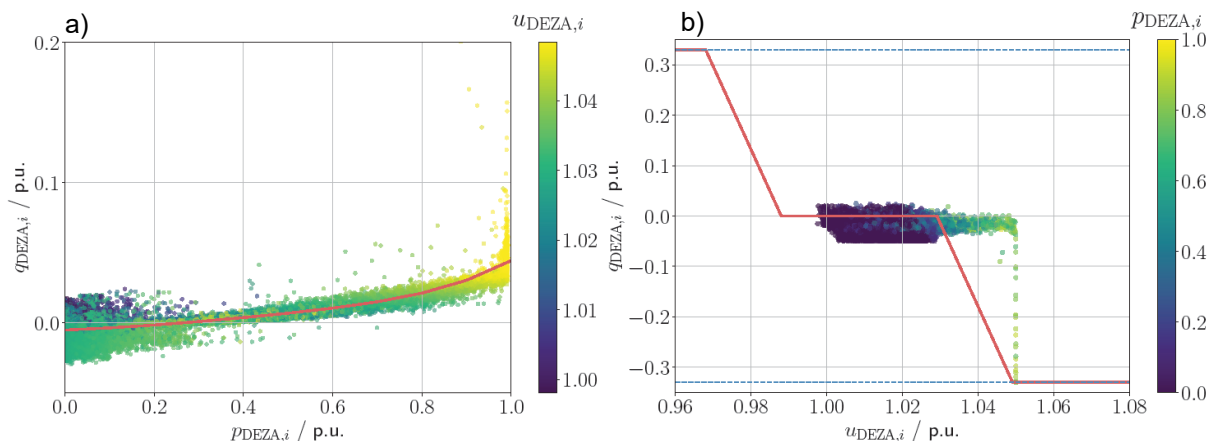 a)
u_DEZA,i
0.2
0.1
0.0
q_DEZA,i / p.u.
0.0 0.2 0.4 0.6 0.8 1.0
p_DEZA,i / p.u.
1.04
1.03
1.02
1.01
1.00
b)
p_DEZA,i
0.3
0.2
0.1
0.0
−0.1
−0.2
−0.3
q_DEZA,i / p.u.
0.96 0.98 1.00 1.02 1.04 1.06 1.08
u_DEZA,i / p.u.
1.0
0.8
0.6
0.4
0.2
0.0